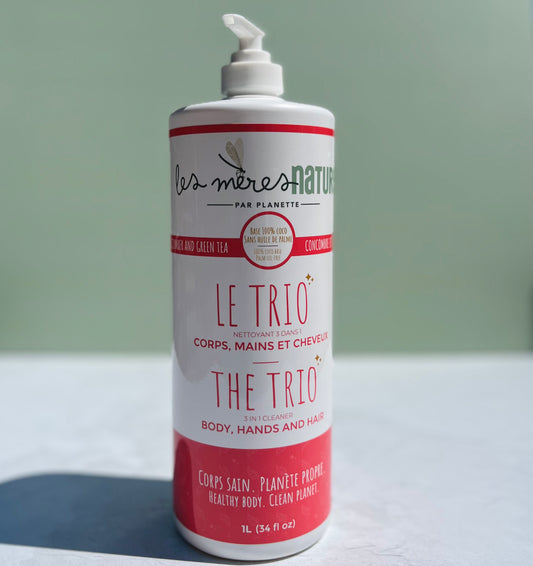 les mères natur
PAR PLANETTE
BASE 100% COCO
SANS HUILE DE PALME
100% COCO BASE
PALM OIL FREE
AND GREEN TEA
LE TRIO
NETTOYANT 3 DANS 1
CORPS, MAINS ET CHEVEUX
THE TRIO
3 IN 1 CLEANER
BODY, HANDS AND HAIR
CORPS SAIN. PLANÈTE PROPRE.
HEALTHY BODY. CLEAN PLANET.
1L (34 fl oz)